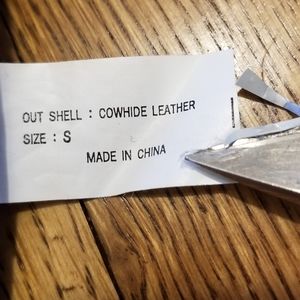 OUT SHELL : COWHIDE LEATHER
SIZE : S
MADE IN CHINA